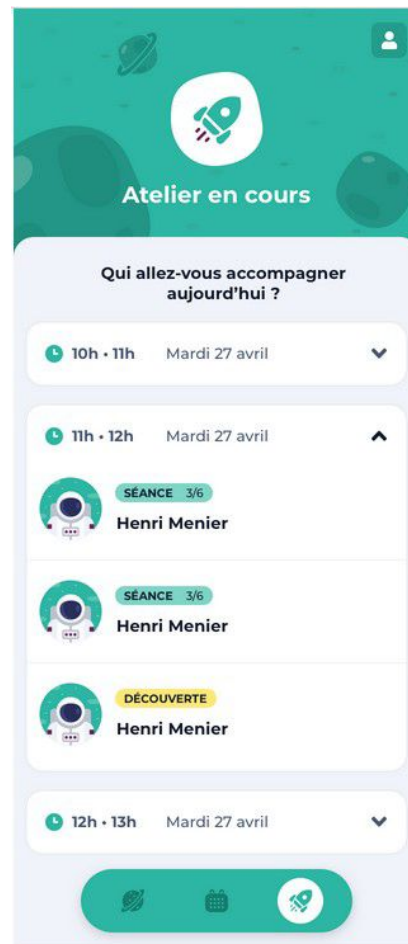 Atelier en cours
Qui allez-vous accompagner
aujourd'hui ?
10h • 11h Mardi 27 avril
11h • 12h Mardi 27 avril
SÉANCE 3/6
Henri Menier
SÉANCE 3/6
Henri Menier
DÉCOUVERTE
Henri Menier
12h • 13h Mardi 27 avril